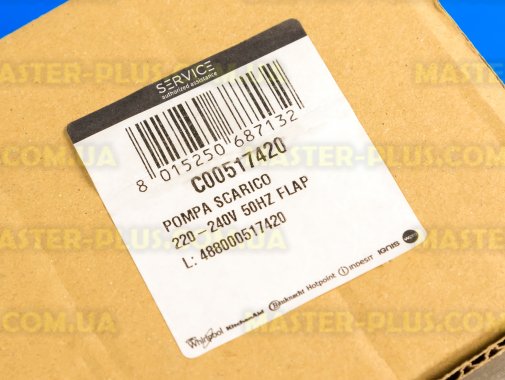 SERVICE
authorized assistance
8 015250 687132
C00517420
POMPA SCARICO
220-240V 50HZ FLAP
L: 488000517420
Whirlpool KitchenAid Bauknecht Hotpoint INDESIT IGNIS
MASTER-PLUS.COM.UA